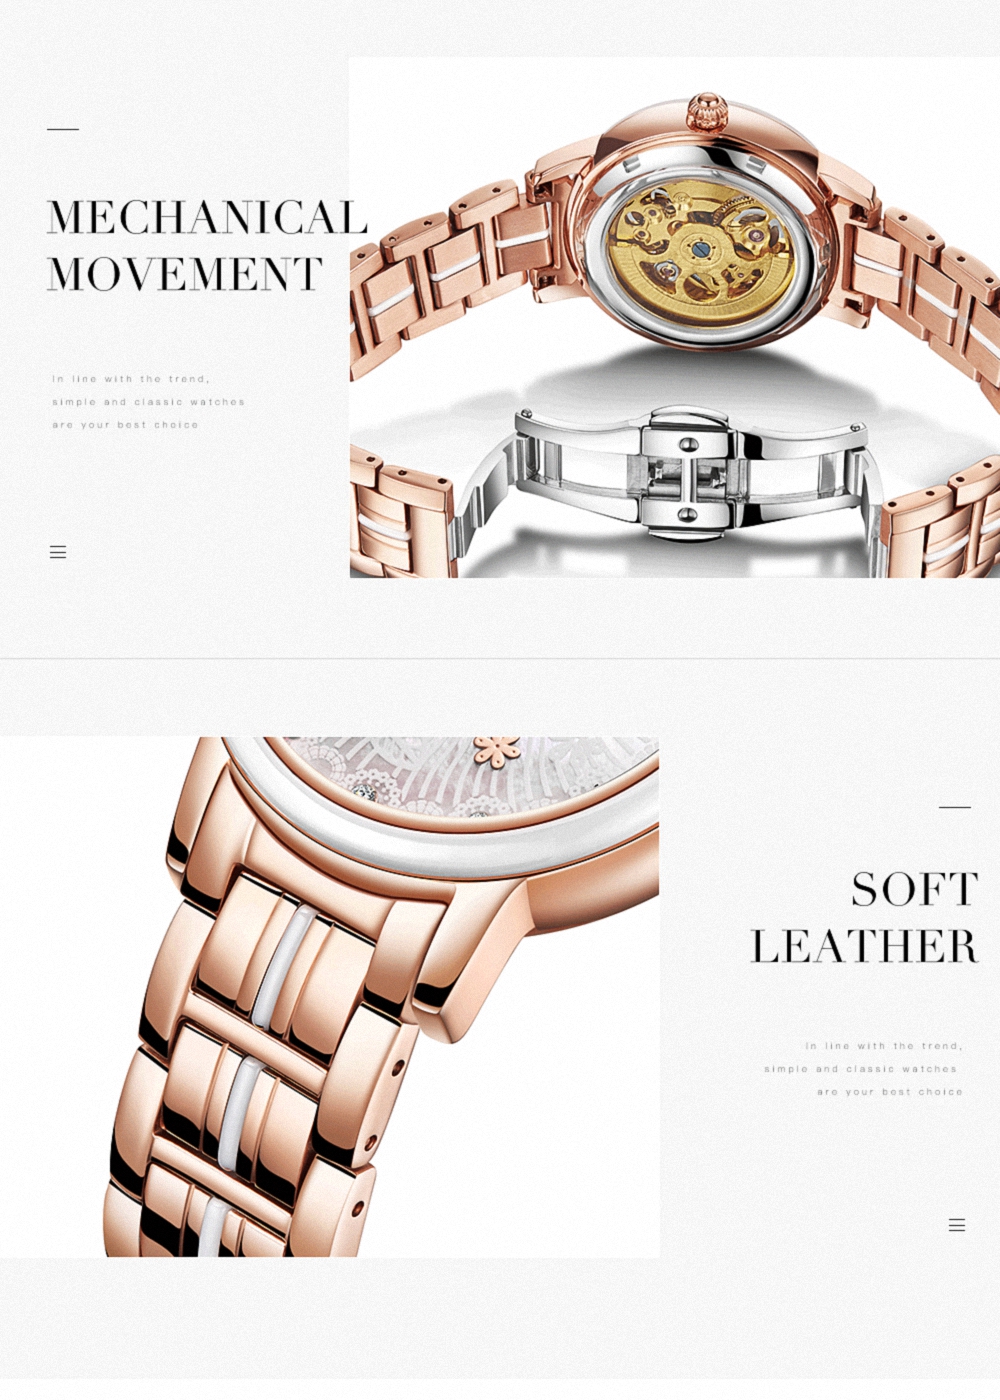 MECHANICAL
MOVEMENT
In line with the trend,
simple and classic watches
are your best choice
SOFT
LEATHER
In line with the trend,
simple and classic watches
are your best choice